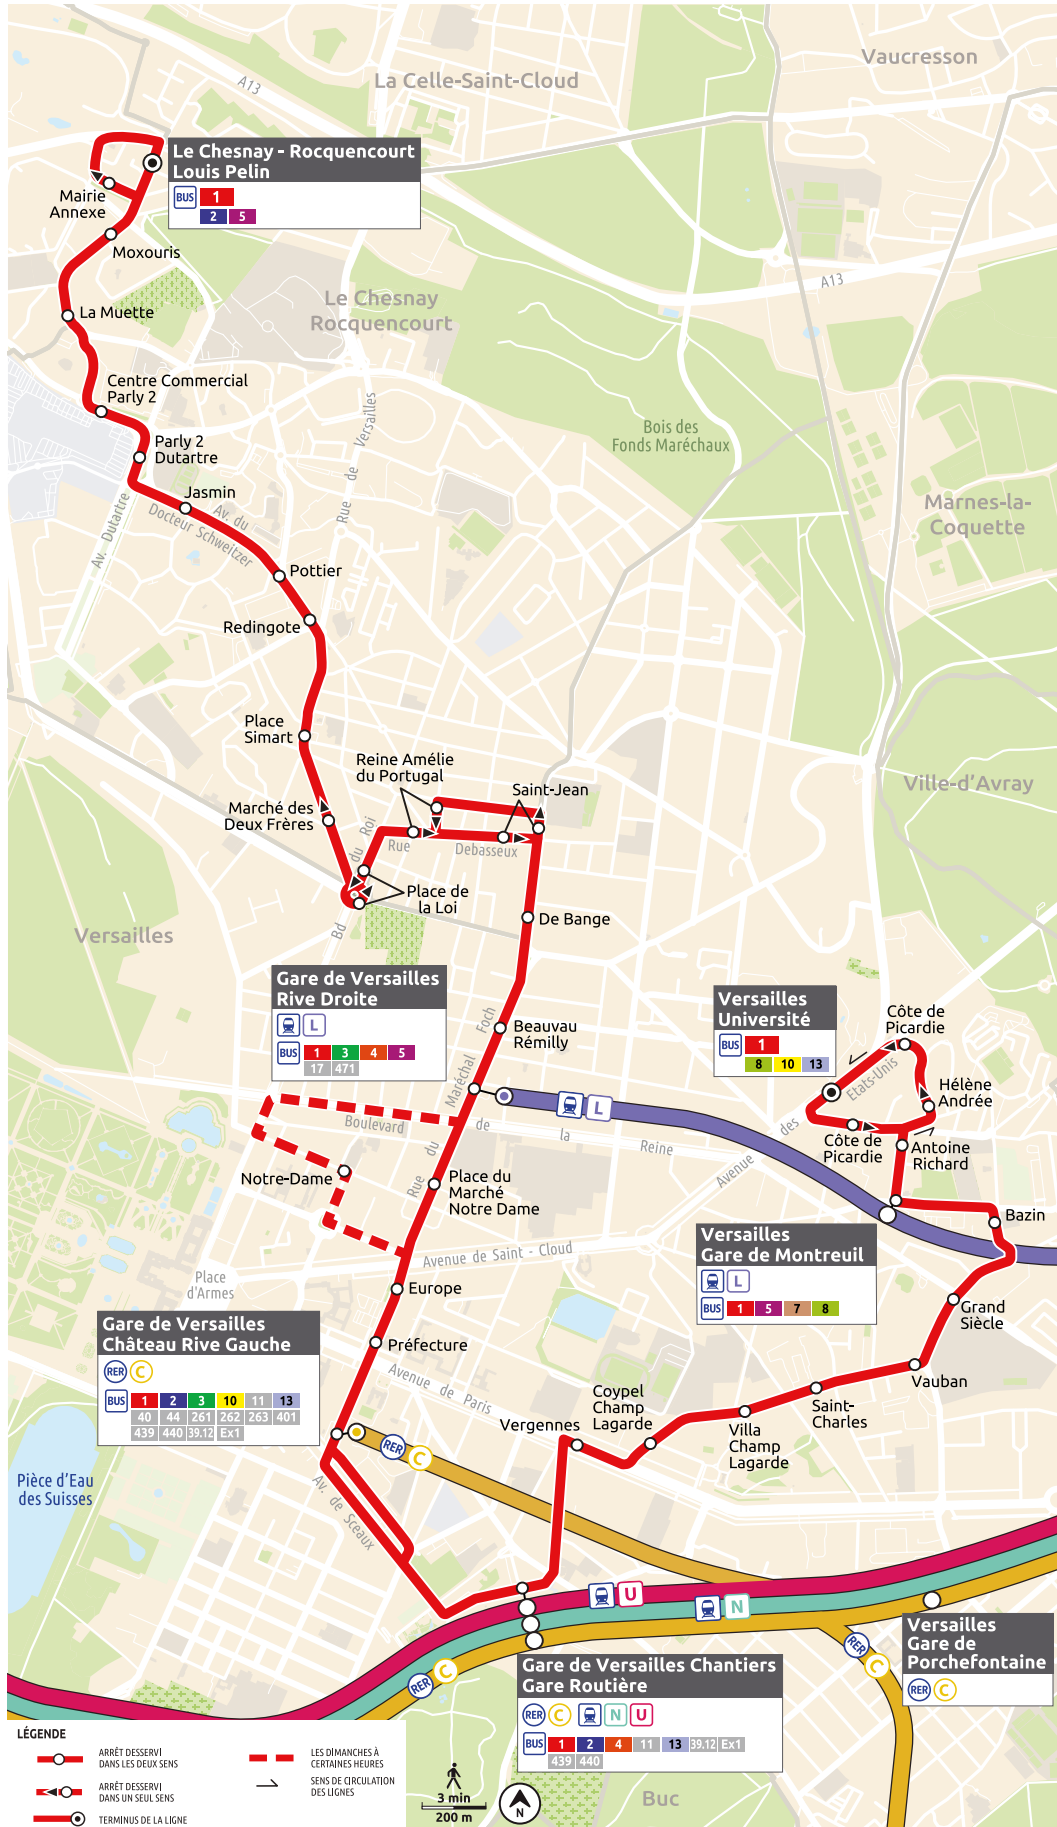 Vaucresson
La Celle-Saint-Cloud
A13
Le Chesnay - Rocquencourt
Louis Pelin
BUS 1
2 5
Mairie
Annexe
Moxouris
A13
La Muette
Le Chesnay
Rocquencourt
Centre Commercial
Parly 2
Parly 2
Dutartre
Rue de Versailles
Bois des
Fonds Maréchaux
Jasmin
Av. du
Docteur Schweitzer
Av. Dutartre
Marnes-la-
Coquette
Pottier
Redingote
Place
Simart
Reine Amélie
du Portugal
Saint-Jean
Ville-d'Avray
Marché des
Deux Frères
Bd du Roi
Rue Debasseux
Place de
la Loi
De Bange
Versailles
Gare de Versailles
Rive Droite
L
BUS 1 3 4 5
17 471
Beauvau
Rémilly
Rue du Maréchal Foch
Versailles
Université
BUS 1
8 10 13
Côte de
Picardie
Etats-Unis
Hélène
Andrée
Côte de
Picardie
Antoine
Richard
L
Boulevard de la Reine
Avenue des
Notre-Dame
Place du
Marché
Notre Dame
Bazin
Versailles
Gare de Montreuil
L
BUS 1 5 7 8
Avenue de Saint - Cloud
Place
d'Armes
Europe
Grand
Siècle
Gare de Versailles
Château Rive Gauche
RER C
BUS 1 2 3 10 11 13
40 44 261 262 263 401
439 440 39.12 Ex1
Préfecture
Avenue de Paris
Vauban
Coypel
Champ
Lagarde
Saint-
Charles
Vergennes
Villa
Champ
Lagarde
RER C
Pièce d'Eau
des Suisses
Av. de Sceaux
U
N
RER C
RER C
Versailles
Gare de
Porchefontaine
RER C
Gare de Versailles Chantiers
Gare Routière
RER C N U
BUS 1 2 4 11 13 39.12 Ex1
439 440
Buc
LÉGENDE
ARRÊT DESSERVI
DANS LES DEUX SENS
ARRÊT DESSERVI
DANS UN SEUL SENS
TERMINUS DE LA LIGNE
LES DIMANCHES À
CERTAINES HEURES
SENS DE CIRCULATION
DES LIGNES
3 min
200 m
N